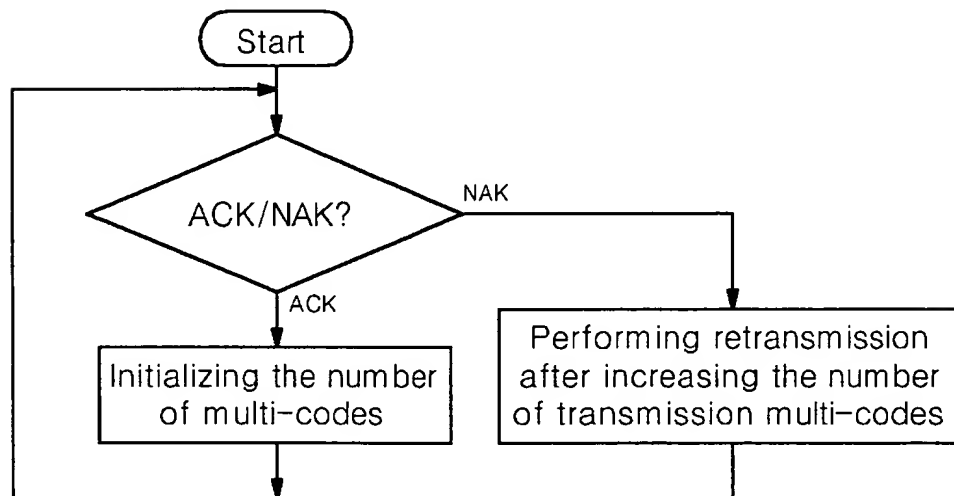 Start
ACK/NAK?
NAK
ACK
Initializing the number
of multi-codes
Performing retransmission
after increasing the number
of transmission multi-codes